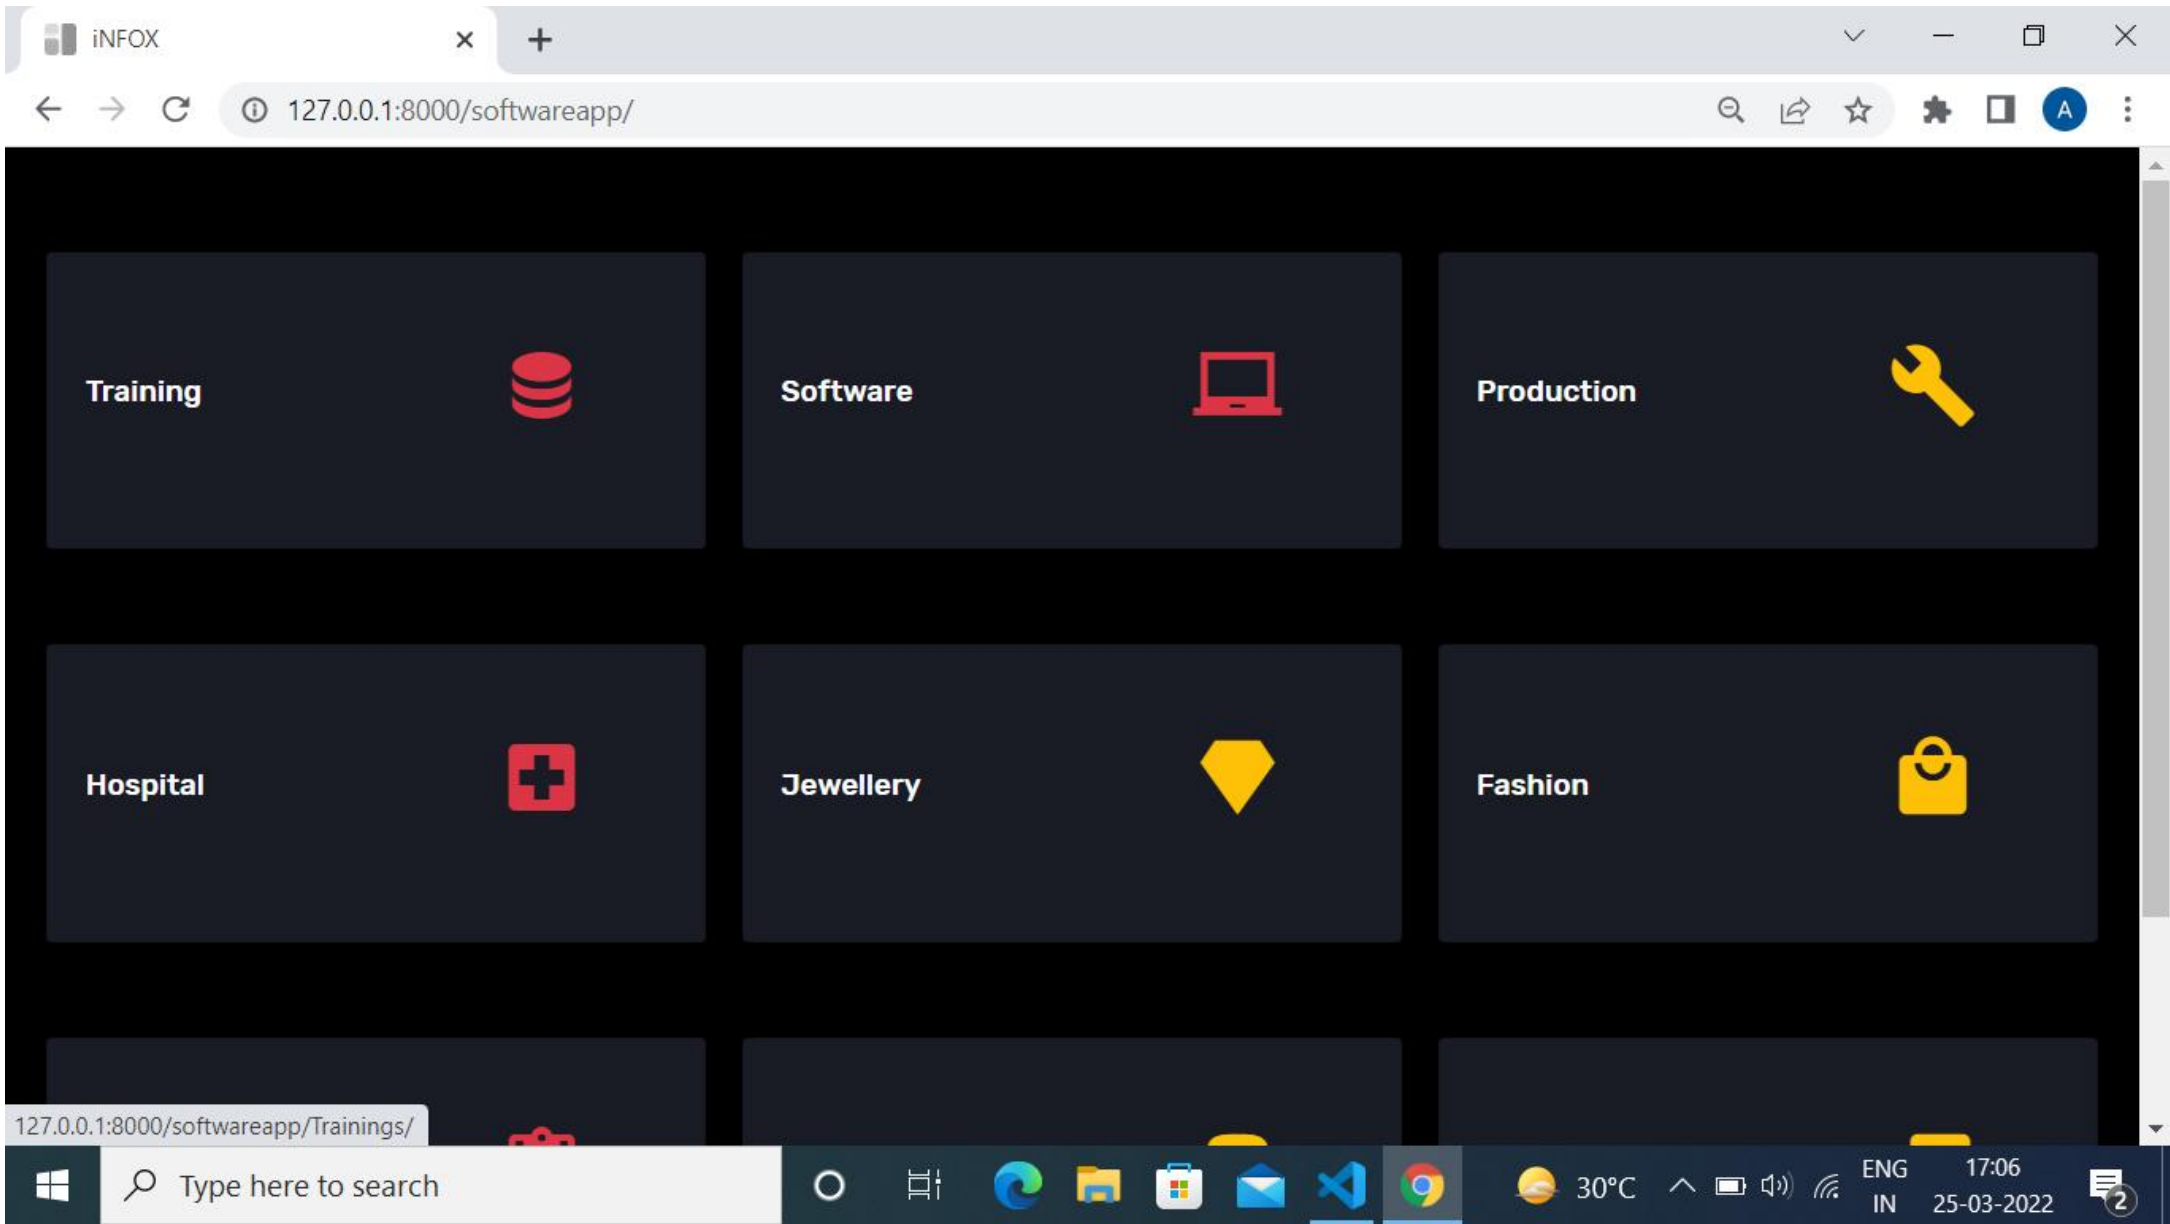 iNFOX
127.0.0.1:8000/softwareapp/
A
Training
Software
Production
Hospital
Jewellery
Fashion
127.0.0.1:8000/softwareapp/Trainings/
Type here to search
30°C
ENG
IN
17:06
25-03-2022
2